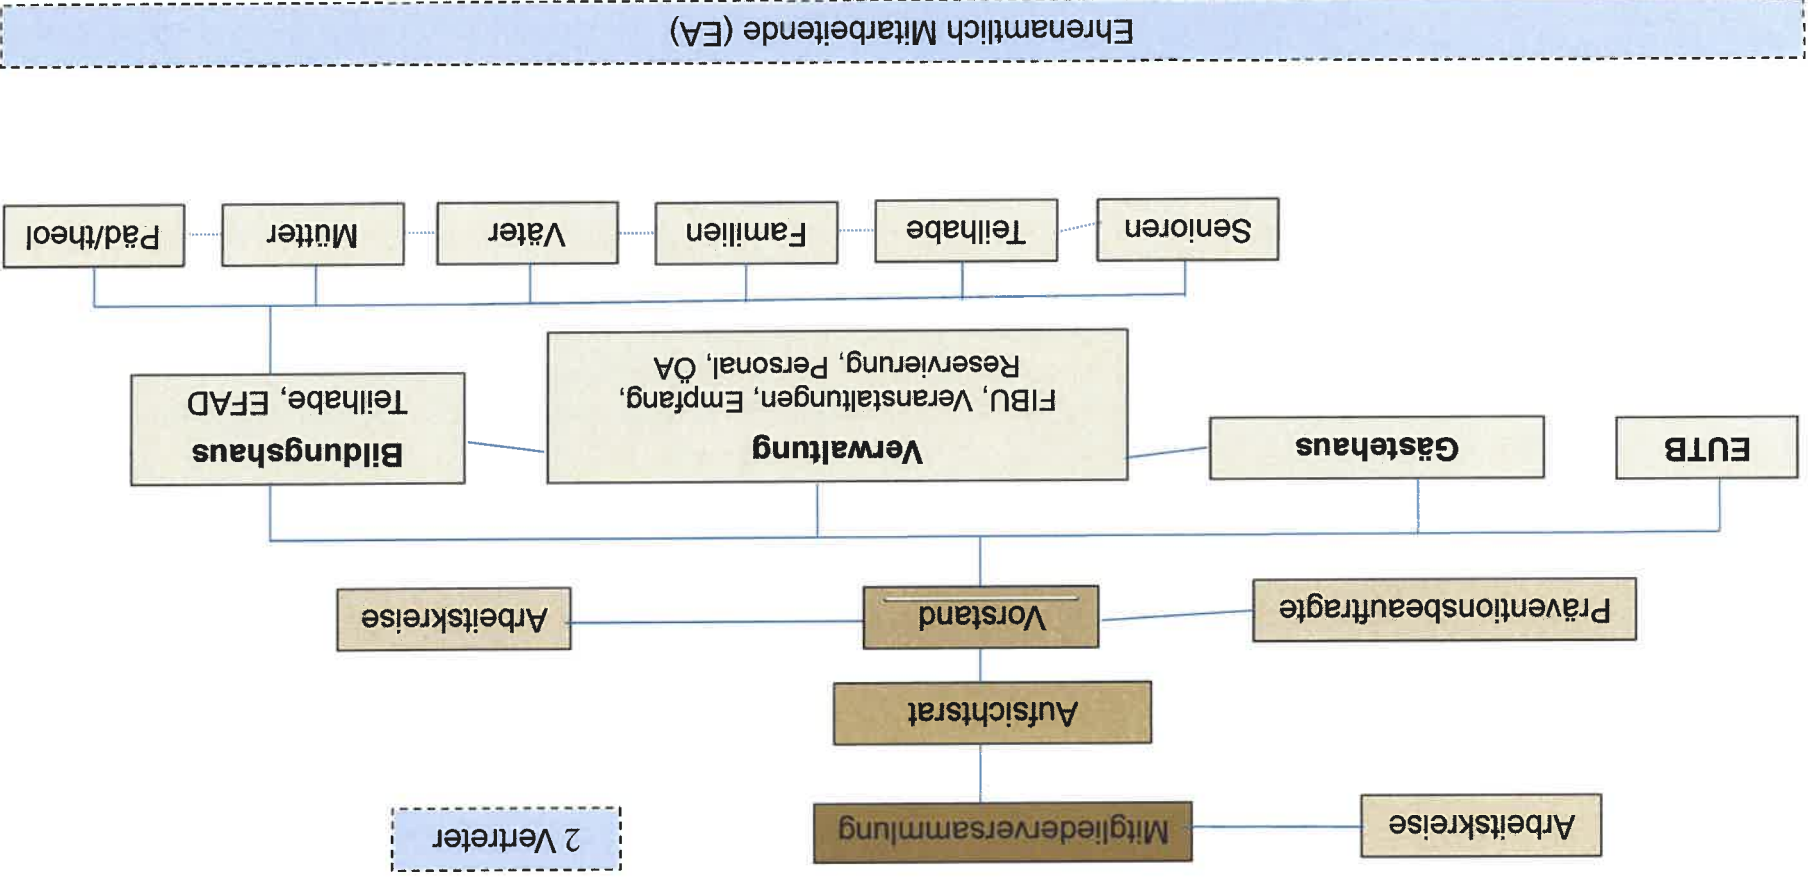 Arbeitskreise
Mitgliederversammlung
2 Vertreter
Aufsichtsrat
Präventionsbeauftragte
Vorstand
Arbeitskreise
EUTB
Gästehaus
Verwaltung
FIBU, Veranstaltungen, Empfang,
Reservierung, Personal, ÖA
Bildungshaus
Teilhabe, EFAD
Senioren
Teilhabe
Familien
Väter
Mütter
Päd/theol
Ehrenamtlich Mitarbeitende (EA)